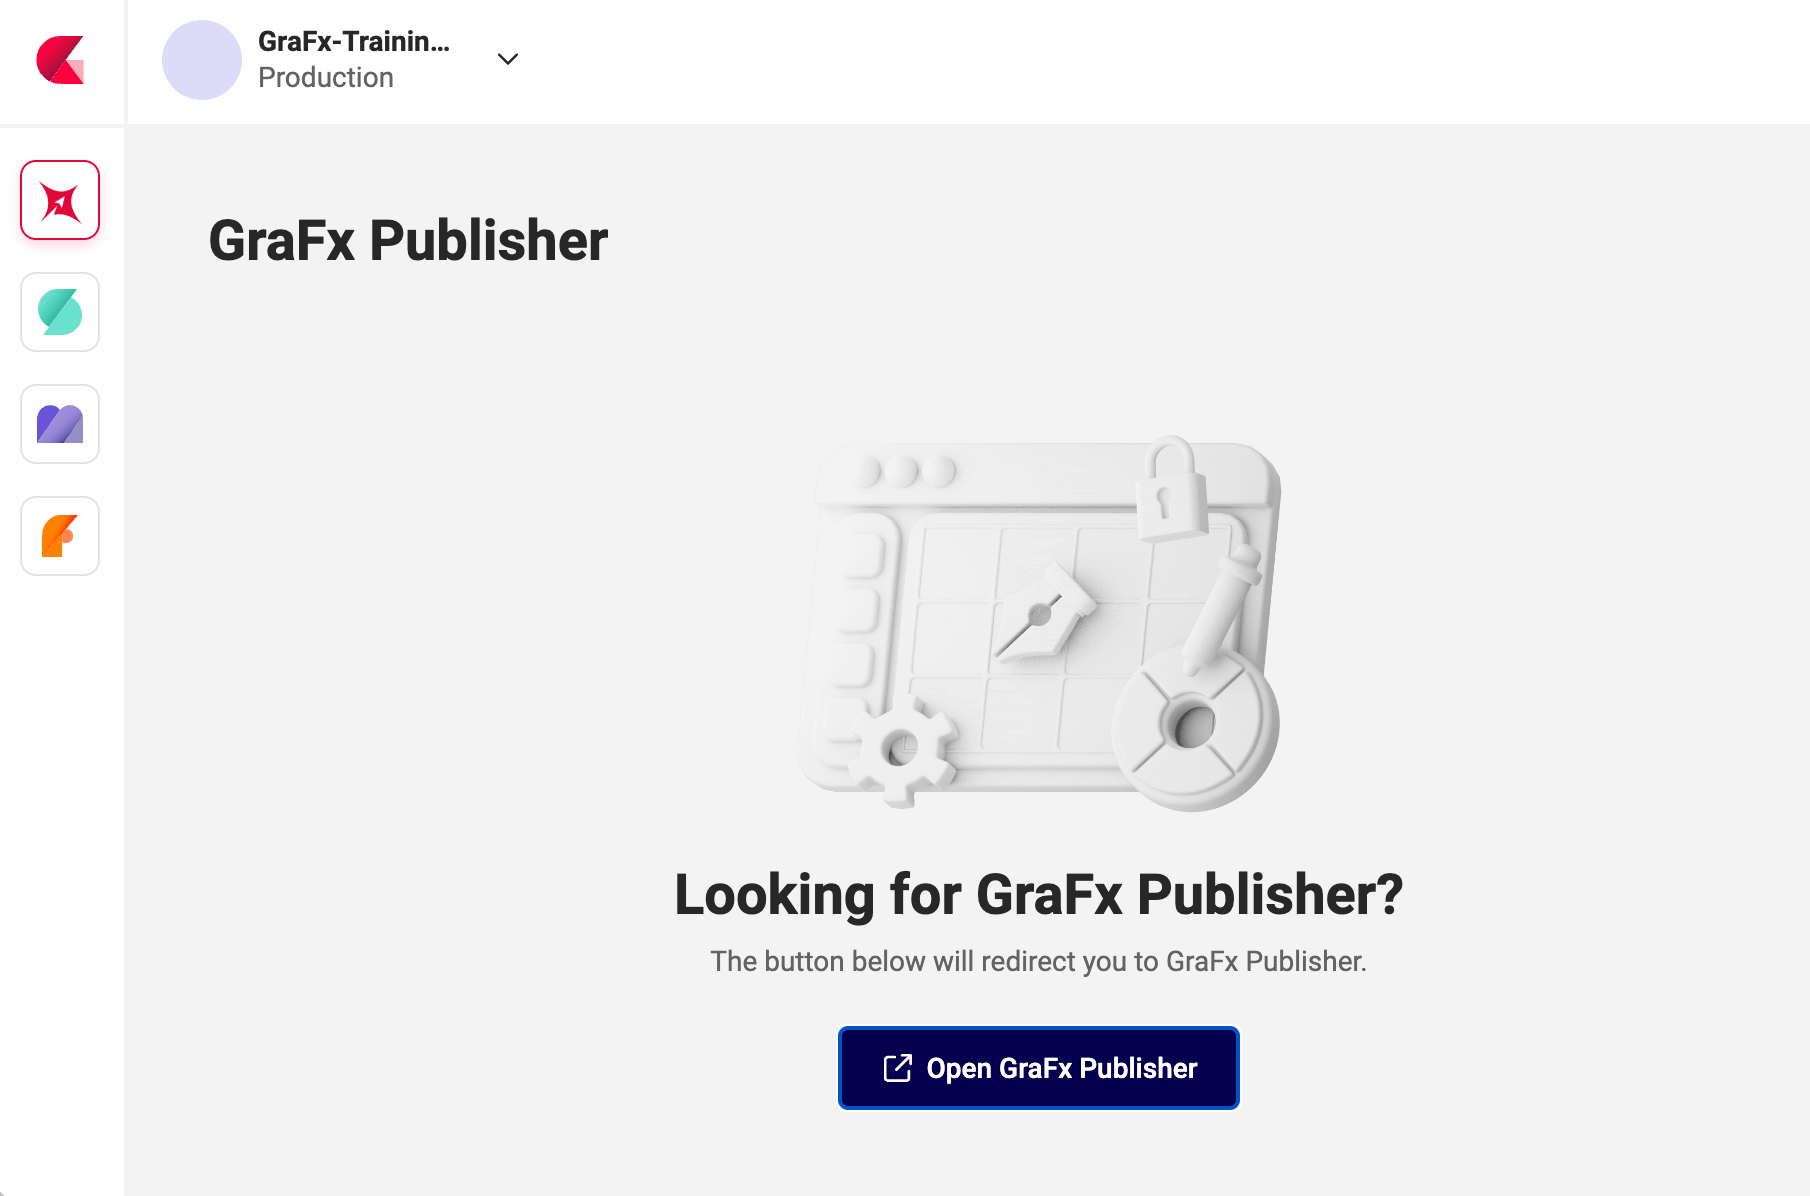 GraFx-Trainin...
Production
GraFx Publisher
Looking for GraFx Publisher?
The button below will redirect you to GraFx Publisher.
Open GraFx Publisher